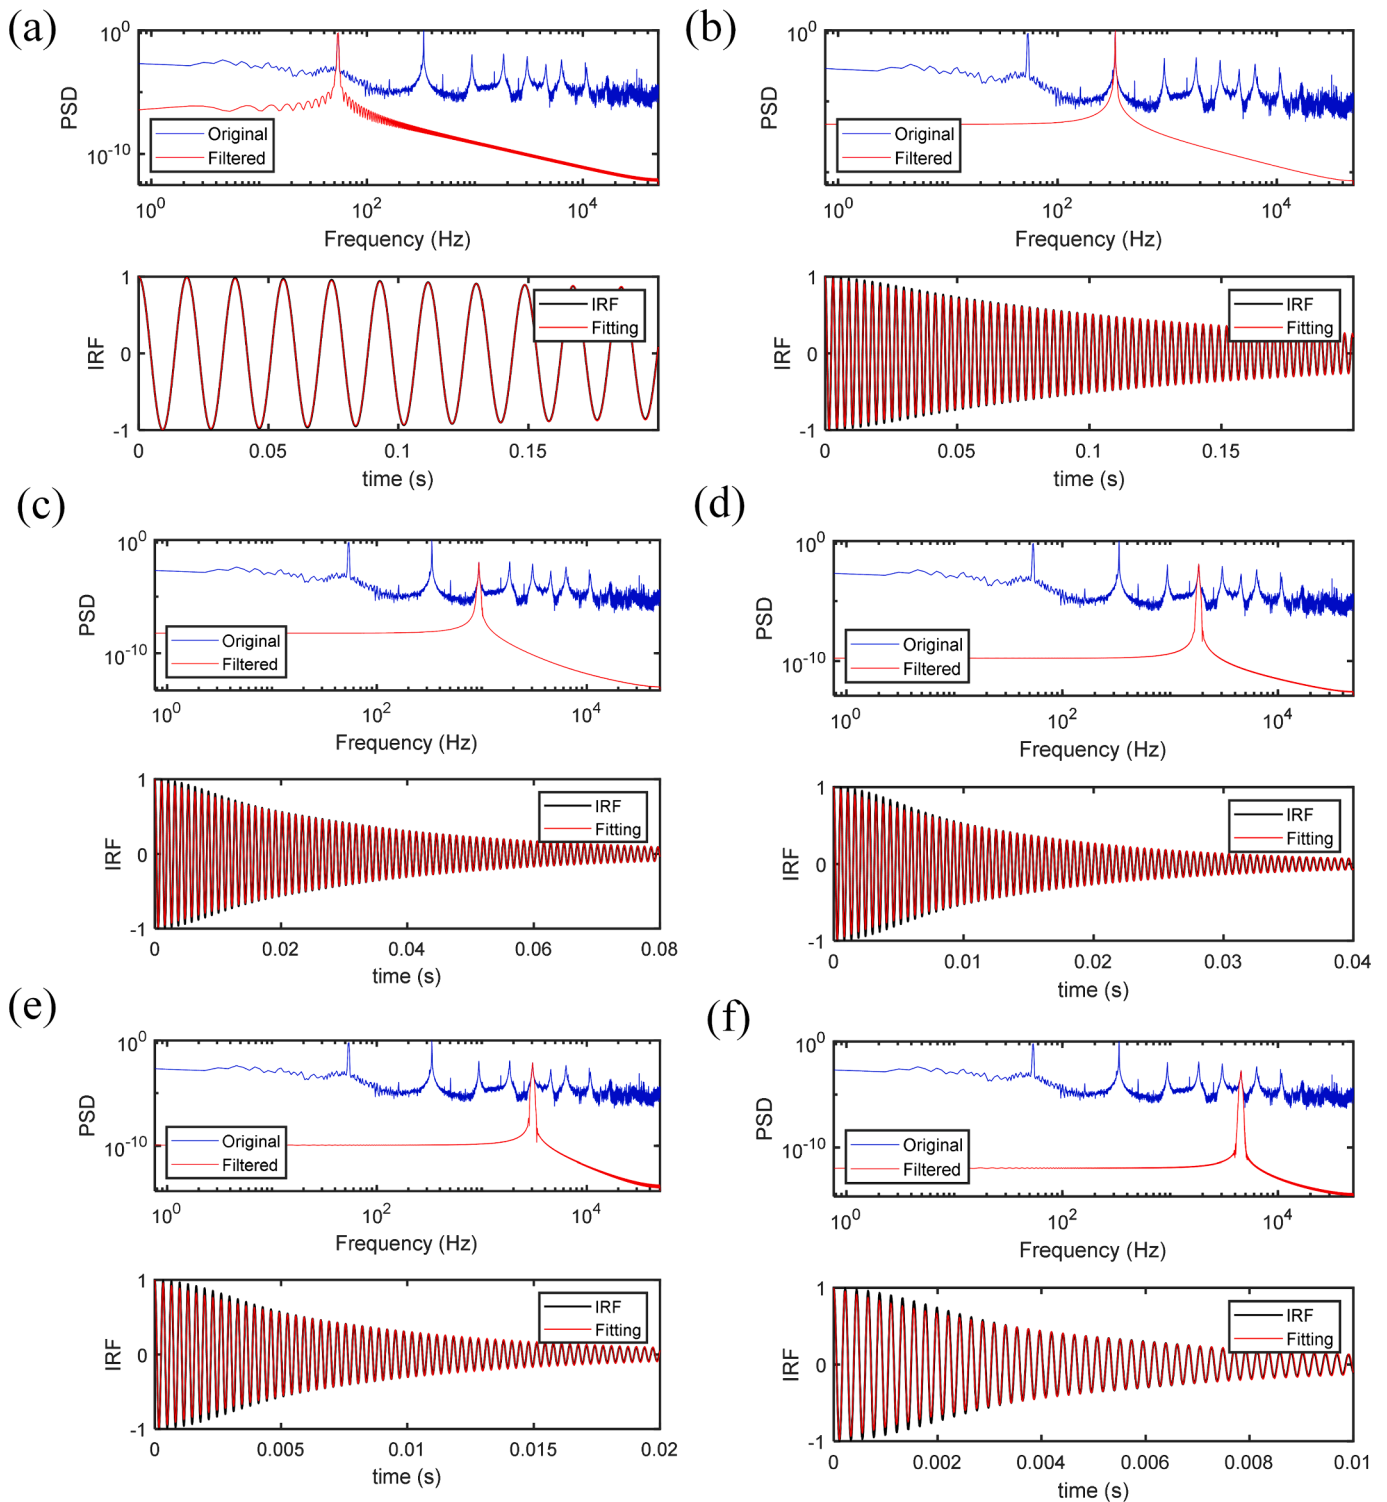 (a)
10^0
PSD
10^-10
Original
Filtered
10^0 10^2 10^4
Frequency (Hz)
1
IRF
0
-1
IRF
Fitting
0 0.05 0.1 0.15
time (s)
(b)
10^0
PSD
10^-10
Original
Filtered
10^0 10^2 10^4
Frequency (Hz)
1
IRF
0
-1
IRF
Fitting
0.05 0.1 0.15
time (s)
(c)
10^0
PSD
10^-10
Original
Filtered
10^0 10^2 10^4
Frequency (Hz)
1
IRF
0
-1
IRF
Fitting
0 0.02 0.04 0.06 0.08
time (s)
(d)
10^0
PSD
10^-10
Original
Filtered
10^0 10^2 10^4
Frequency (Hz)
1
IRF
0
-1
IRF
Fitting
0 0.01 0.02 0.03 0.04
time (s)
(e)
10^0
PSD
10^-10
Original
Filtered
10^0 10^2 10^4
Frequency (Hz)
1
IRF
0
-1
IRF
Fitting
0 0.005 0.01 0.015 0.02
time (s)
(f)
10^0
PSD
10^-10
Original
Filtered
10^0 10^2 10^4
Frequency (Hz)
1
IRF
0
-1
IRF
Fitting
0 0.002 0.004 0.006 0.008 0.01
time (s)